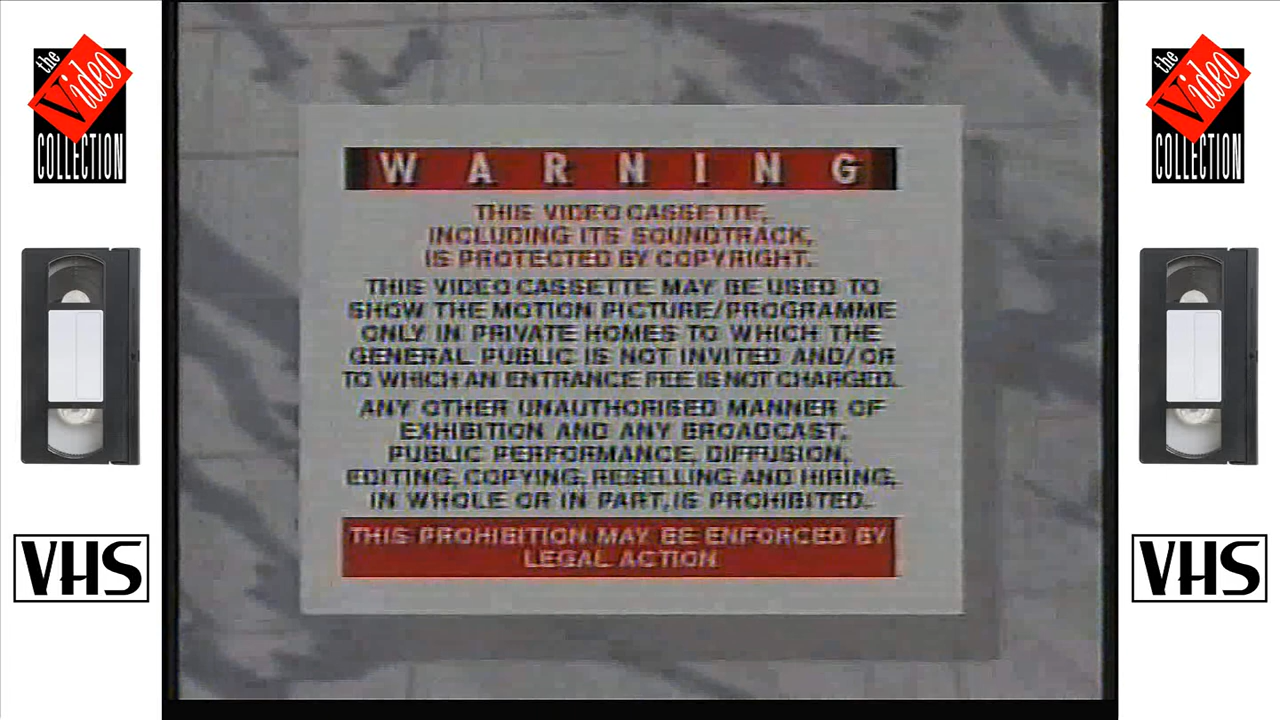 the
Video
COLLECTION
VHS
WARNING
THIS VIDEO CASSETTE,
INCLUDING ITS SOUNDTRACK,
IS PROTECTED BY COPYRIGHT.
THIS VIDEO CASSETTE MAY BE USED TO
SHOW THE MOTION PICTURE/PROGRAMME
ONLY IN PRIVATE HOMES TO WHICH THE
GENERAL PUBLIC IS NOT INVITED AND/OR
TO WHICH AN ENTRANCE FEE IS NOT CHARGED.
ANY OTHER UNAUTHORISED MANNER OF
EXHIBITION AND ANY BROADCAST,
PUBLIC PERFORMANCE, DIFFUSION,
EDITING, COPYING, RESELLING AND HIRING,
IN WHOLE OR IN PART, IS PROHIBITED.
THIS PROHIBITION MAY BE ENFORCED BY
LEGAL ACTION
the
Video
COLLECTION
VHS